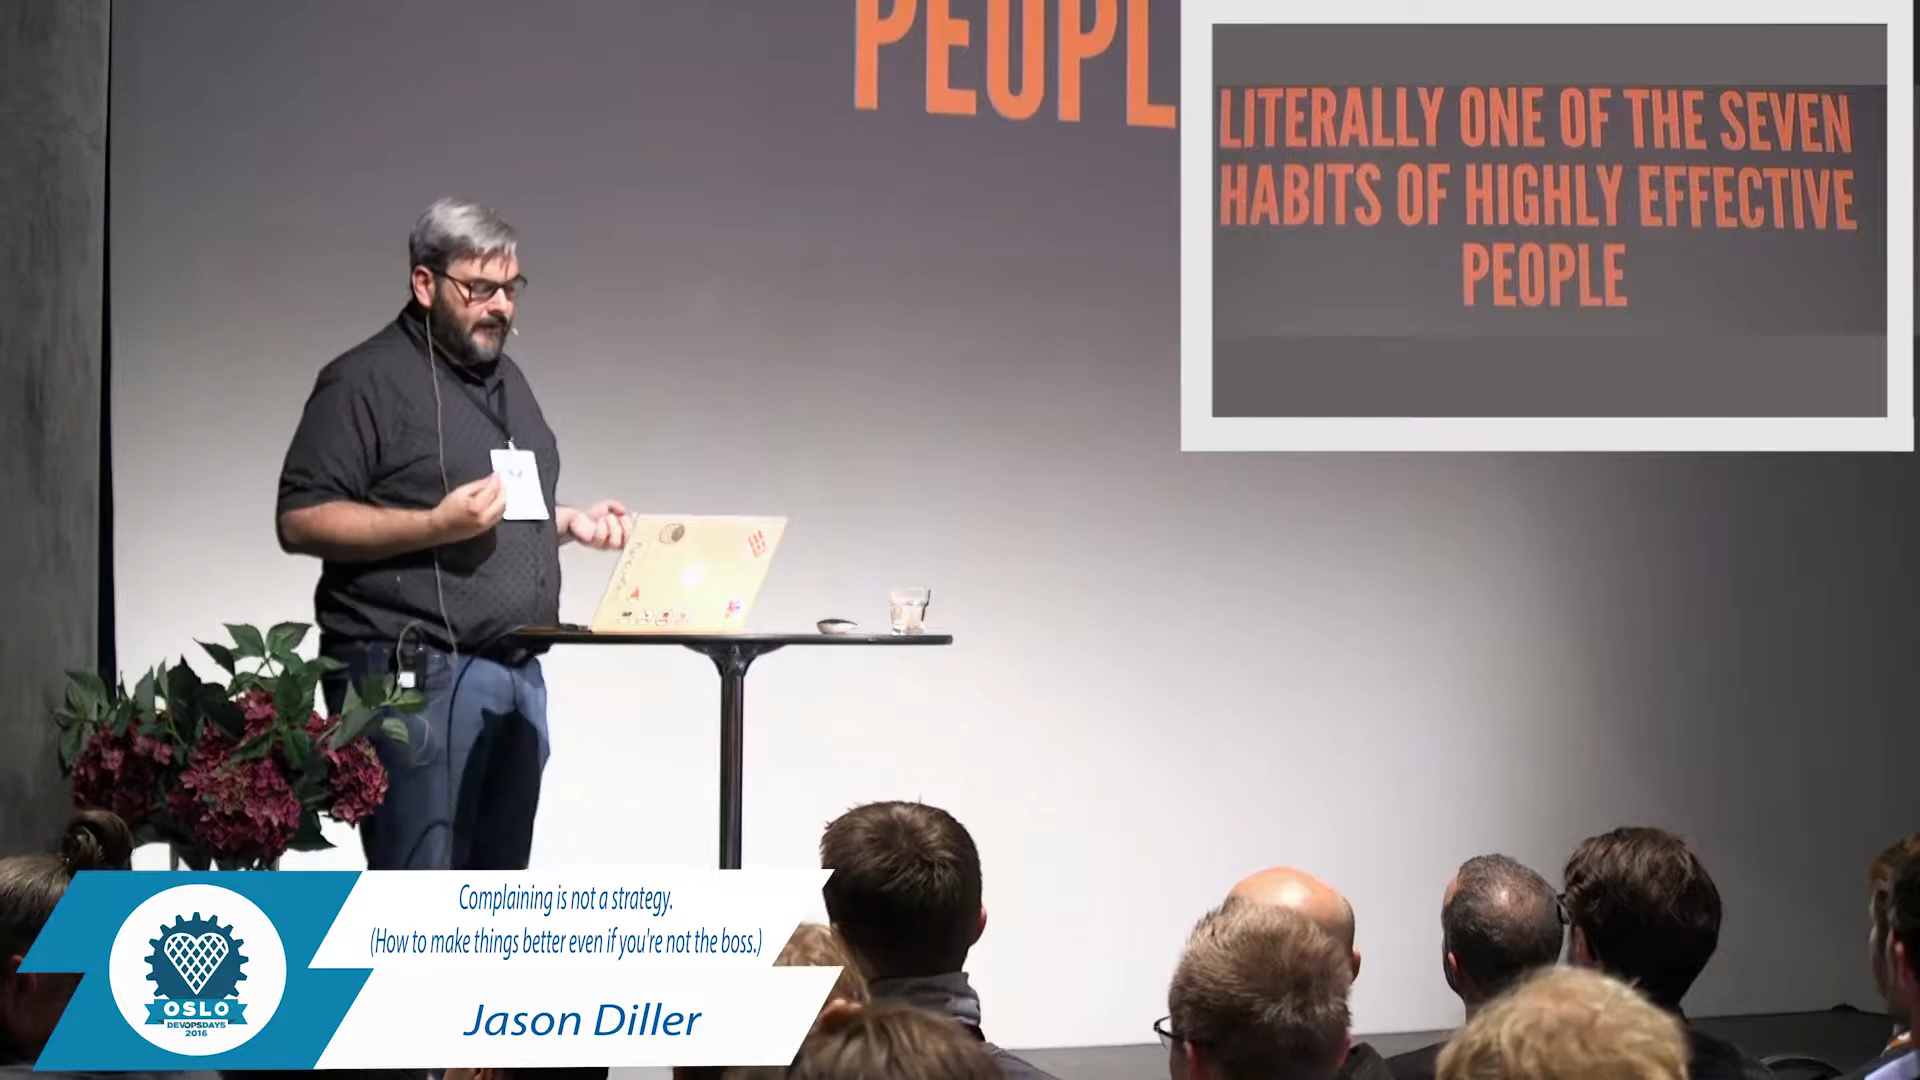 PEOPL
LITERALLY ONE OF THE SEVEN
HABITS OF HIGHLY EFFECTIVE
PEOPLE
Complaining is not a strategy.
(How to make things better even if you're not the boss.)
Jason Diller
OSLO
DEVOPSDAYS
2016